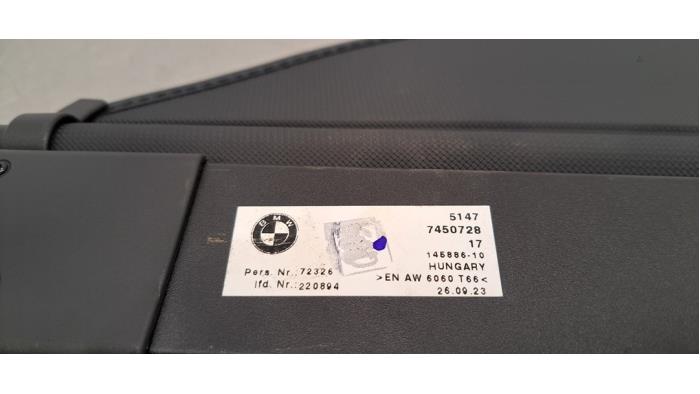 BMW
5147
7450728
17
145886-10
HUNGARY
>EN AW 6060 T66<
26.09.23
Pers. Nr.:72326
lfd. Nr.:220894